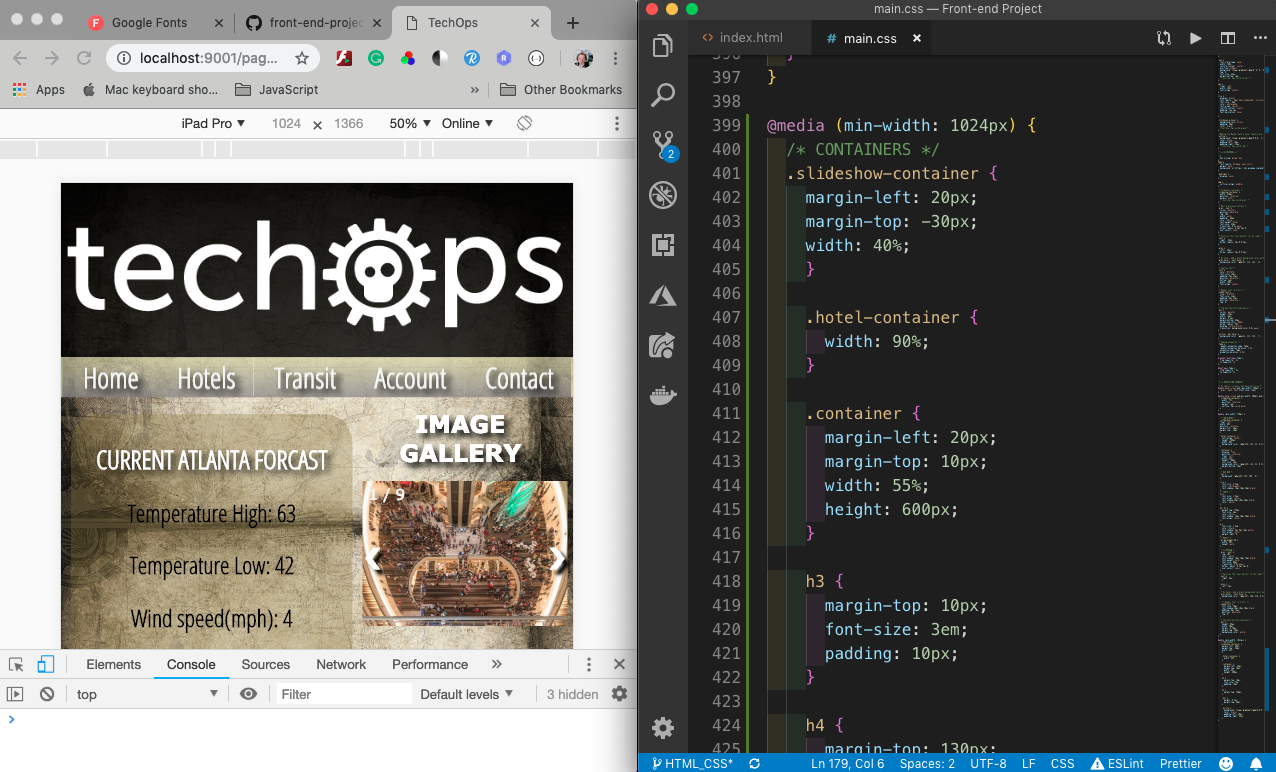 Google Fonts
front-end-projec
TechOps
localhost:9001/pag...
Apps
Mac keyboard sho...
JavaScript
»
Other Bookmarks
iPad Pro ▼
1024 × 1366
50% ▼
Online ▼
techOps
Home
Hotels
Transit
Account
Contact
CURRENT ATLANTA FORCAST
Temperature High: 63
Temperature Low: 42
Wind speed(mph): 4
IMAGE
GALLERY
1 / 9
Elements
Console
Sources
Network
Performance
»
top ▼
Filter
Default levels ▼
3 hidden
>
main.css — Front-end Project
<> index.html
# main.css ×
2
396 }
397 }
398
399 @media (min-width: 1024px) {
400 /* CONTAINERS */
401 .slideshow-container {
402 margin-left: 20px;
403 margin-top: -30px;
404 width: 40%;
405 }
406
407 .hotel-container {
408 width: 90%;
409 }
410
411 .container {
412 margin-left: 20px;
413 margin-top: 10px;
414 width: 55%;
415 height: 600px;
416 }
417
418 h3 {
419 margin-top: 10px;
420 font-size: 3em;
421 padding: 10px;
422 }
423
424 h4 {
425 margin-top: 130px;
HTML_CSS*
Ln 179, Col 6
Spaces: 2
UTF-8
LF
CSS
ESLint
Prettier